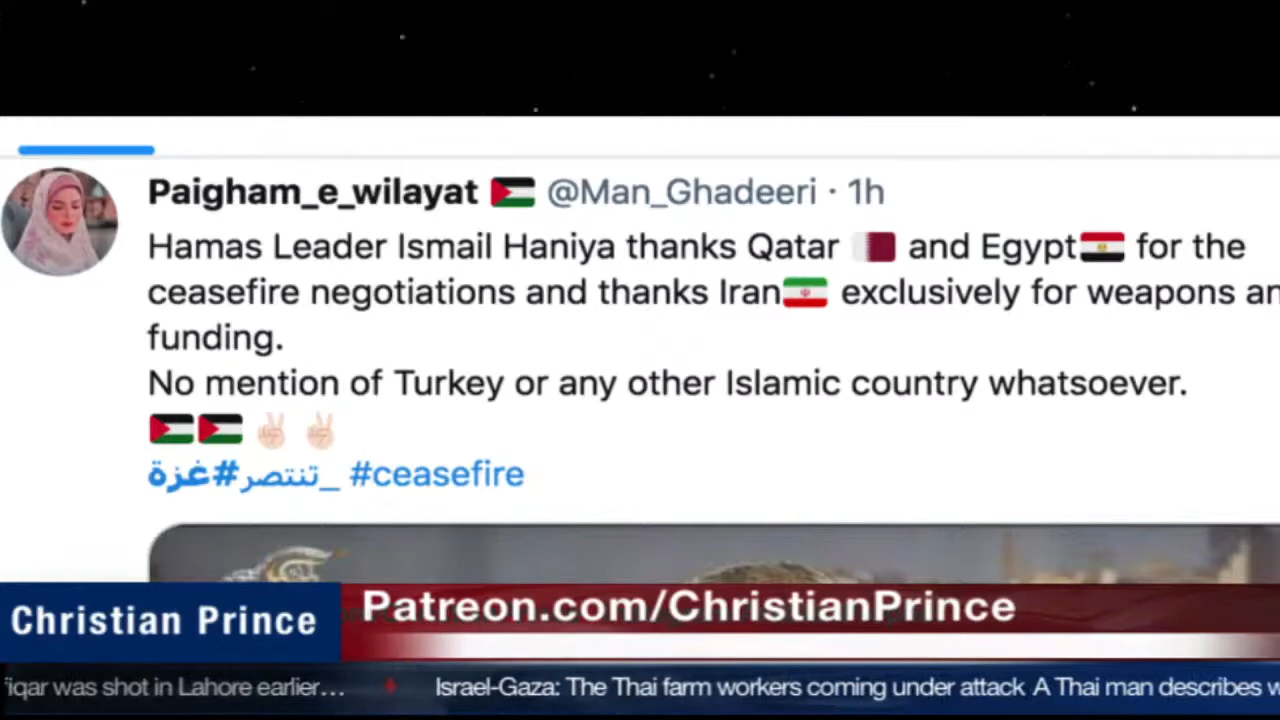 Paigham_e_wilayat 🇵🇸 @Man_Ghadeeri · 1h
Hamas Leader Ismail Haniya thanks Qatar 🇶🇦 and Egypt🇪🇬 for the
ceasefire negotiations and thanks Iran🇮🇷 exclusively for weapons an
funding.
No mention of Turkey or any other Islamic country whatsoever.
🇵🇸🇵🇸✌🏻✌🏻
#غزة_تنتصر #ceasefire
Christian Prince
Patreon.com/ChristianPrince
fiqar was shot in Lahore earlier... Israel-Gaza: The Thai farm workers coming under attack A Thai man describes w